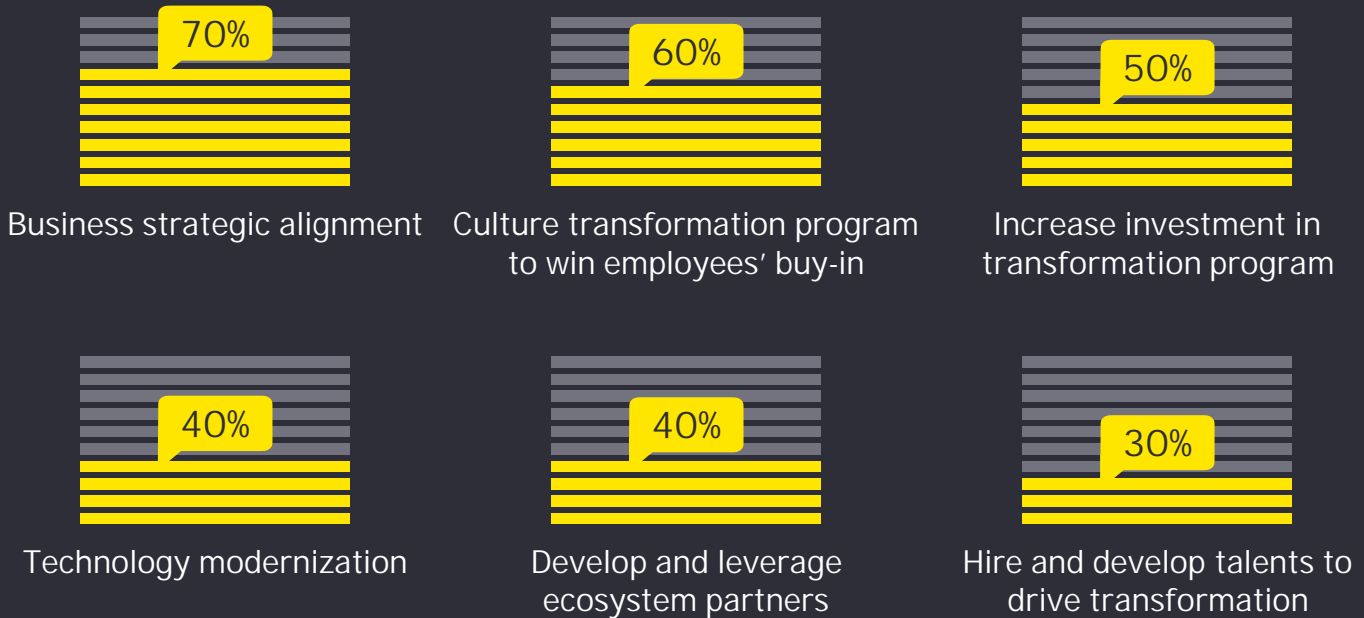 70%
60%
50%
Business strategic alignment
Culture transformation program
to win employees’ buy-in
Increase investment in
transformation program
40%
40%
30%
Technology modernization
Develop and leverage
ecosystem partners
Hire and develop talents to
drive transformation